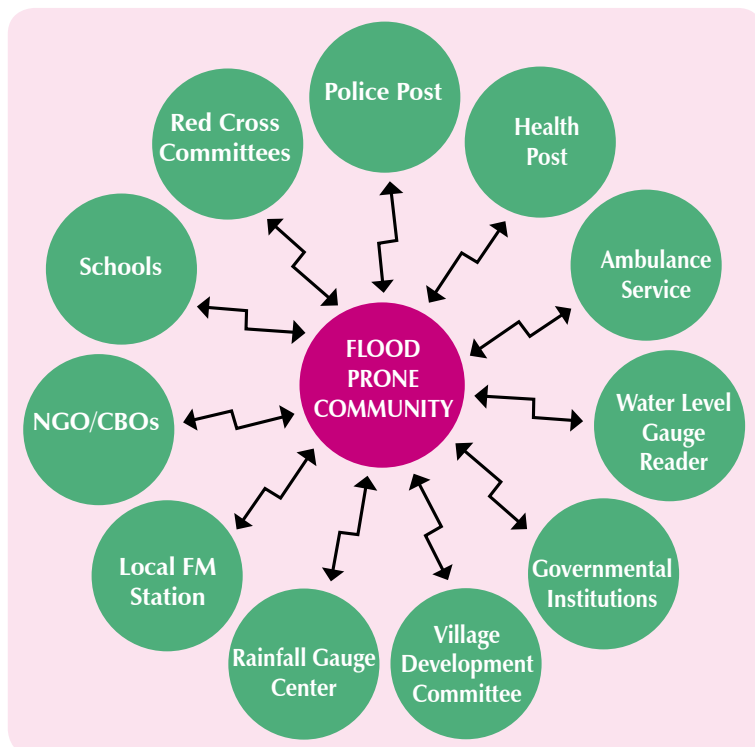 Police Post
Health
Post
Ambulance
Service
Water Level
Gauge
Reader
Governmental
Institutions
Village
Development
Committee
Rainfall Gauge
Center
Local FM
Station
NGO/CBOs
Schools
Red Cross
Committees
FLOOD
PRONE
COMMUNITY